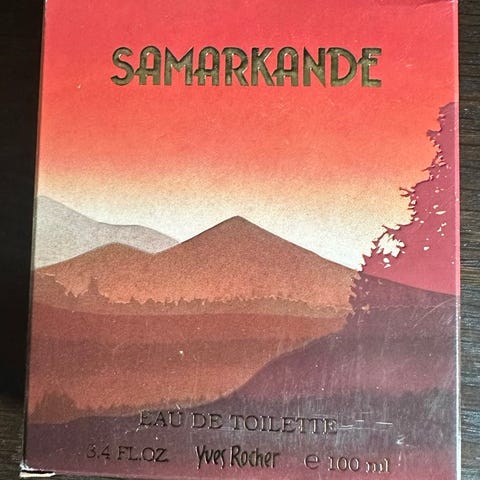 SAMARKANDE
EAU DE TOILETTE
3.4 FL.OZ Yves Rocher e 100 ml